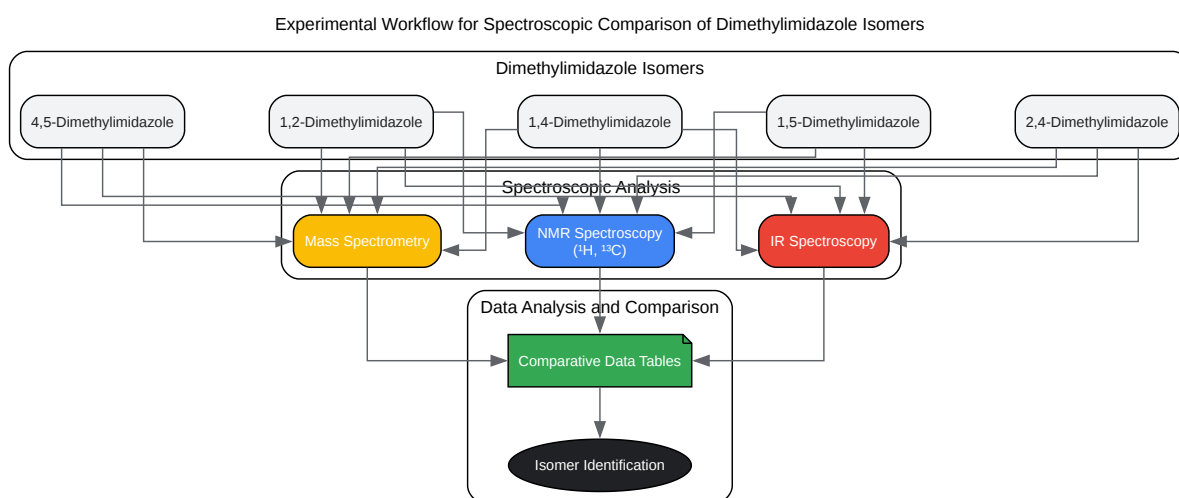 Experimental Workflow for Spectroscopic Comparison of Dimethylimidazole Isomers
Dimethylimidazole Isomers
4,5-Dimethylimidazole
1,2-Dimethylimidazole
1,4-Dimethylimidazole
1,5-Dimethylimidazole
2,4-Dimethylimidazole
Spectroscopic Analysis
Mass Spectrometry
NMR Spectroscopy
(¹H, ¹³C)
IR Spectroscopy
Data Analysis and Comparison
Comparative Data Tables
Isomer Identification